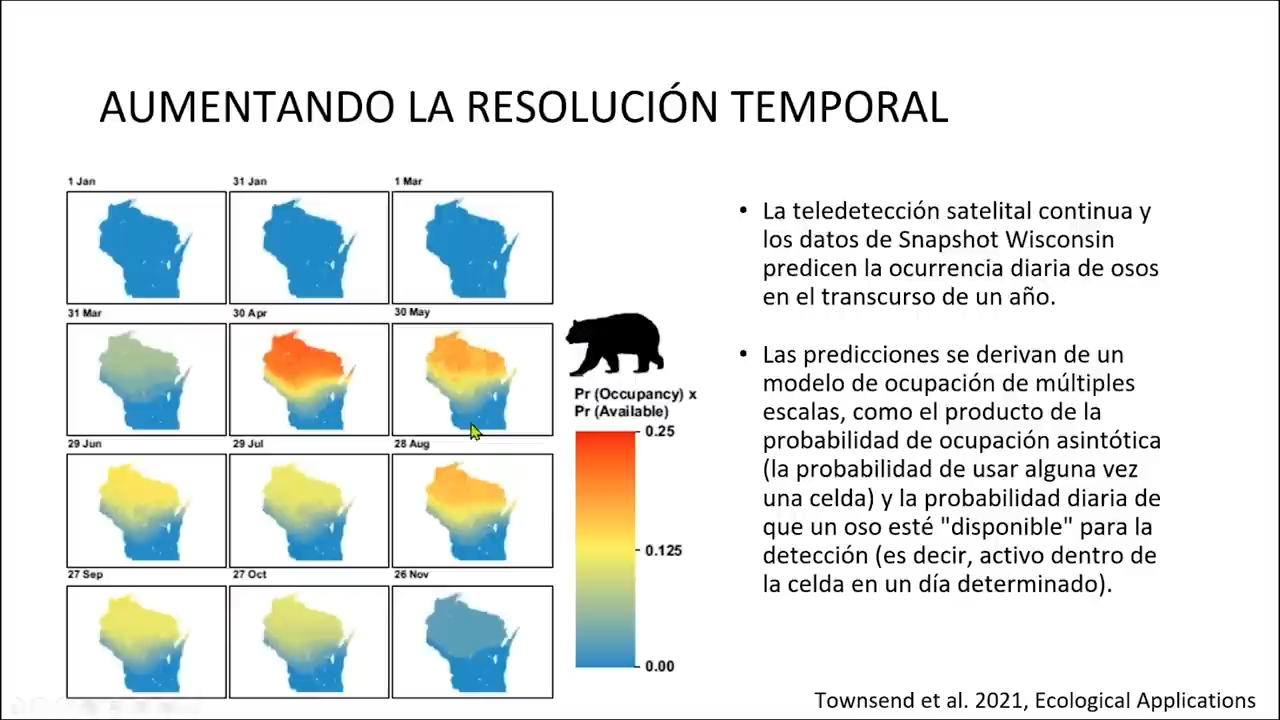 AUMENTANDO LA RESOLUCIÓN TEMPORAL
1 Jan
31 Jan
1 Mar
31 Mar
30 Apr
30 May
29 Jun
29 Jul
28 Aug
27 Sep
27 Oct
26 Nov
Pr (Occupancy) x
Pr (Available)
0.25
0.125
0.00
• La teledetección satelital continua y
los datos de Snapshot Wisconsin
predicen la ocurrencia diaria de osos
en el transcurso de un año.
• Las predicciones se derivan de un
modelo de ocupación de múltiples
escalas, como el producto de la
probabilidad de ocupación asintótica
(la probabilidad de usar alguna vez
una celda) y la probabilidad diaria de
que un oso esté "disponible" para la
detección (es decir, activo dentro de
la celda en un día determinado).
Townsend et al. 2021, Ecological Applications